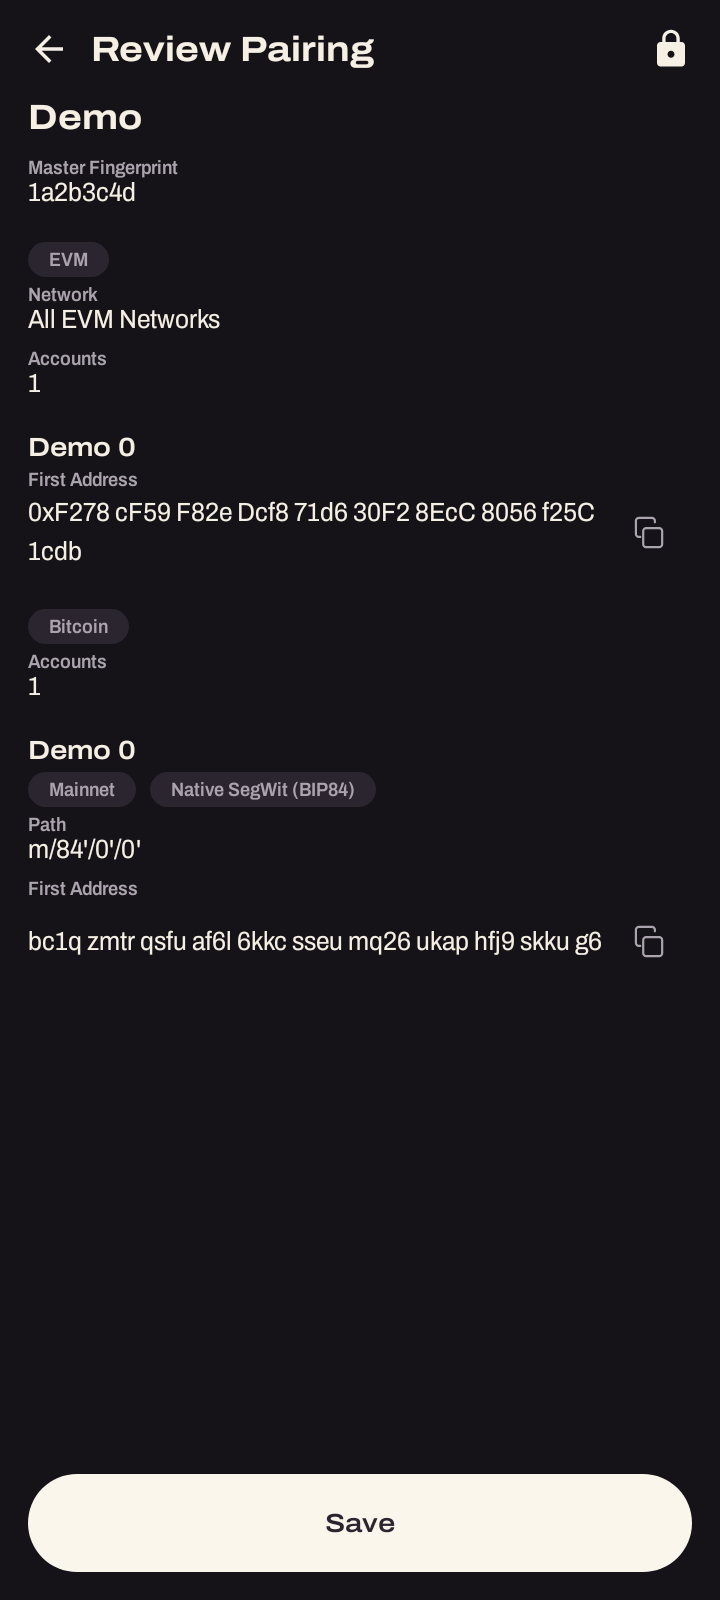 Review Pairing
Demo
Master Fingerprint
1a2b3c4d
EVM
Network
All EVM Networks
Accounts
1
Demo 0
First Address
0xF278 cF59 F82e Dcf8 71d6 30F2 8EcC 8056 f25C
1cdb
Bitcoin
Accounts
1
Demo 0
Mainnet Native SegWit (BIP84)
Path
m/84'/0'/0'
First Address
bc1q zmtr qsfu af6l 6kkc sseu mq26 ukap hfj9 skku g6
Save